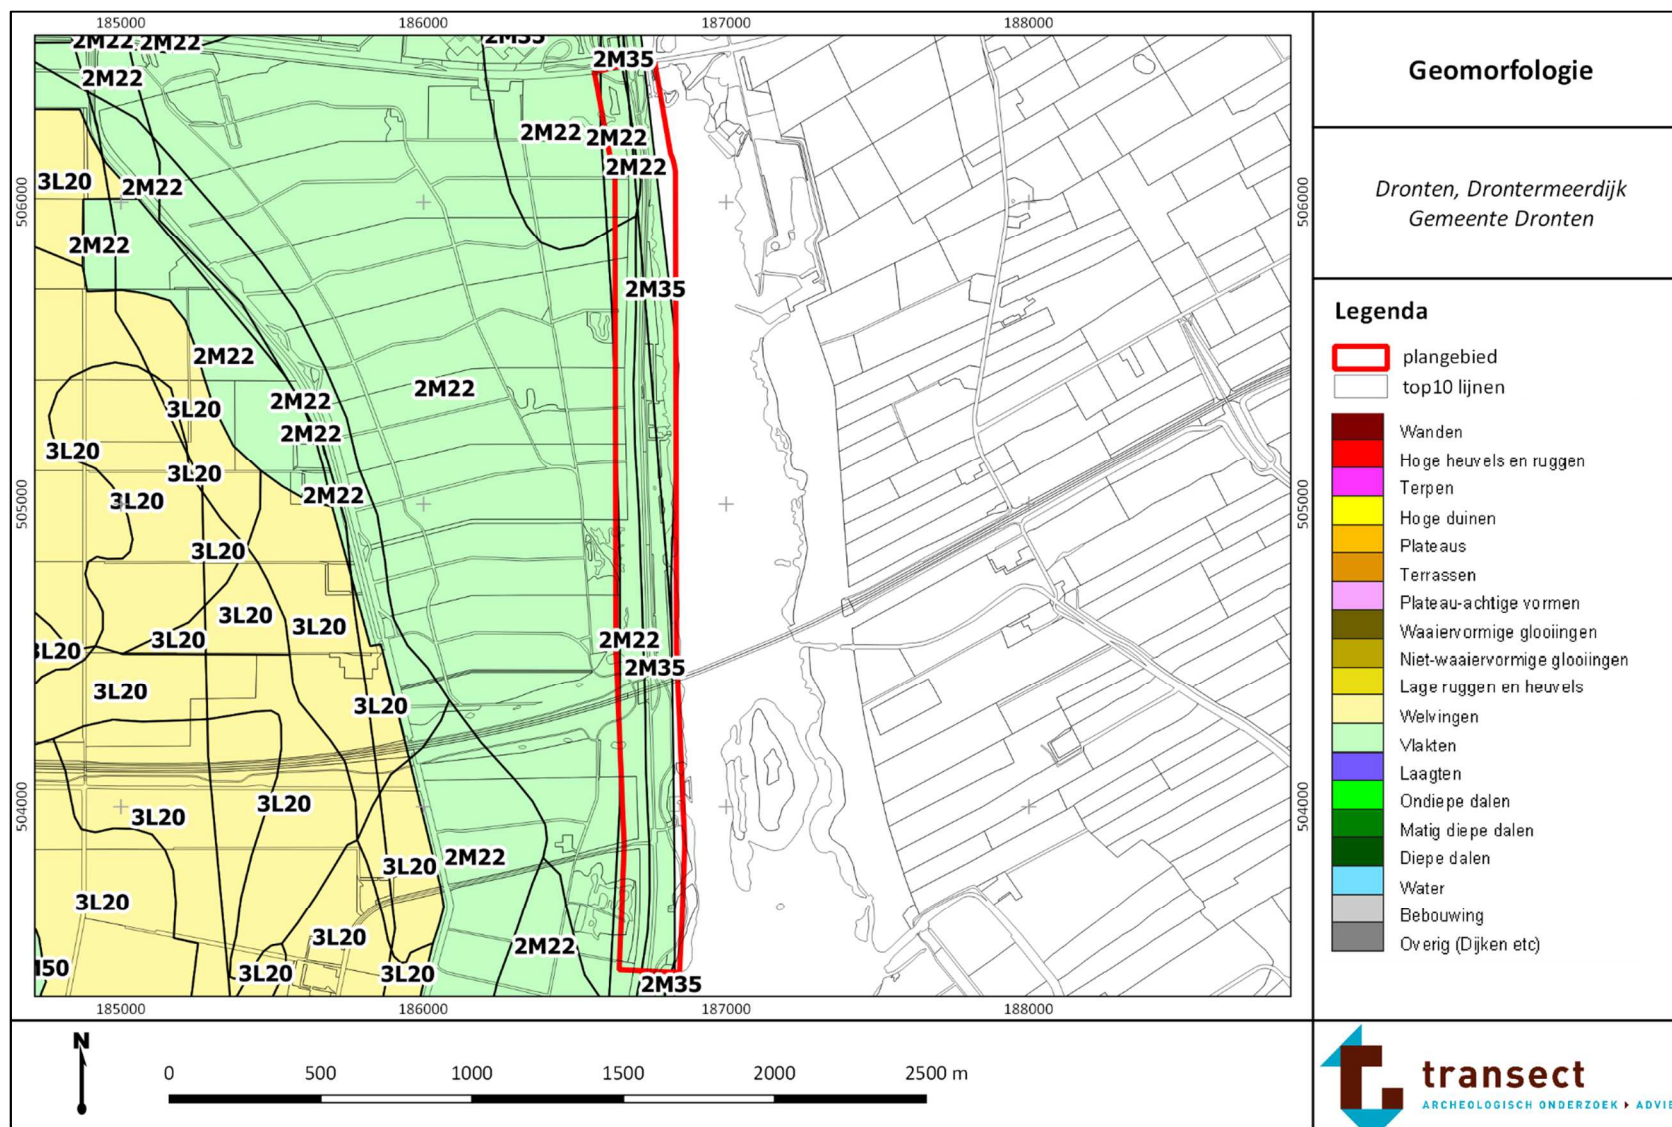 185000
186000
187000
188000
2M22
2M22
2M35
2M35
2M22
2M22
2M22
2M22
3L20
2M22
2M22
2M35
2M22
2M22
3L20
2M22
2M22
3L20
3L20
2M22
3L20
3L20
3L20
3L20
3L20
2M22
3L20
2M35
3L20
3L20
3L20
3L20
3L20
2M22
3L20
3L20
2M22
3L20
3L20
2M35
506000
505000
504000
506000
505000
504000
185000
186000
187000
188000
N
0
500
1000
1500
2000
2500 m
Geomorfologie
Dronten, Drontermeerdijk
Gemeente Dronten
Legenda
plangebied
top10 lijnen
Wanden
Hoge heuvels en ruggen
Terpen
Hoge duinen
Plateaus
Terrassen
Plateau-achtige vormen
Waaiervormige glooiingen
Niet-waaiervormige glooiingen
Lage ruggen en heuvels
Welvingen
Vlakten
Laagten
Ondiepe dalen
Matig diepe dalen
Diepe dalen
Water
Bebouwing
Overig (Dijken etc)
transect
ARCHEOLOGISCH ONDERZOEK ▸ ADVIE